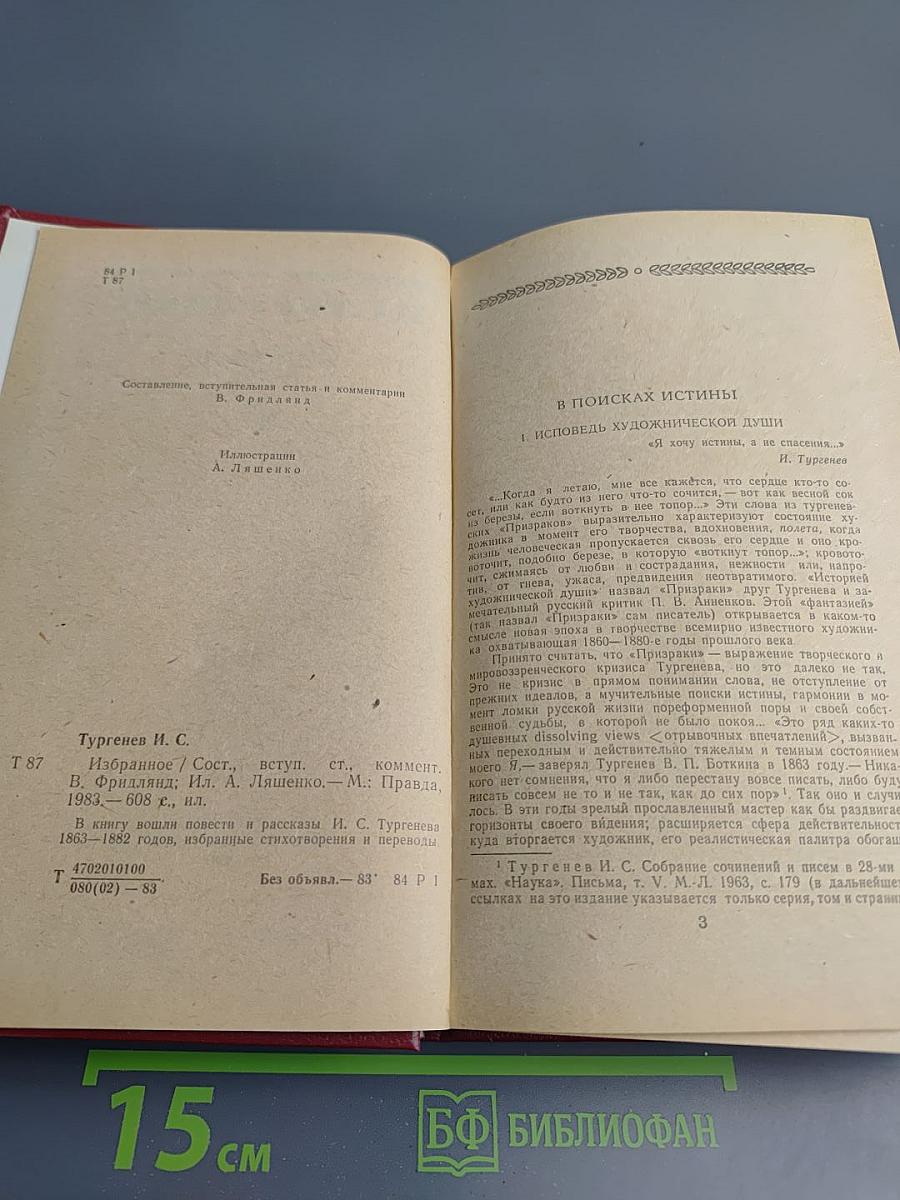 84 Р 1
Т 87
Составление, вступительная статья и комментарии
В. Фридлянд
Иллюстрации
А. Ляшенко
Тургенев И. С.
Т 87 Избранное / Сост., вступ. ст., коммент.
В. Фридлянд; Ил. А. Ляшенко.— М.: Правда,
1983.— 608 с., ил.
В книгу вошли повести и рассказы И. С. Тургенева
1863—1882 годов, избранные стихотворения и переводы
Т 4702010100
080(02) — 83
Без объявл.— 83 84 Р 1
В ПОИСКАХ ИСТИНЫ
1. ИСПОВЕДЬ ХУДОЖНИЧЕСКОЙ ДУШИ
«Я хочу истины, а не спасения...»
И. Тургенев
«...Когда я летаю, мне все кажется, что сердце кто-то со-
сет, или как будто из него что-то сочится, — вот как весной сок
из березы, если воткнуть в нее топор...» Эти слова из тургенев-
ских «Призраков» выразительно характеризуют состояние ху-
дожника в момент его творчества, вдохновения, полета, когда
жизнь человеческая пропускается сквозь его сердце и оно кро-
воточит, подобно березе, в которую «воткнут топор...»; кровото-
чит, сжимаясь от любви и сострадания, нежности или, напро-
тив, от гнева, ужаса, предвидения неотвратимого. «Историей
художнической души» назвал «Призраки» друг Тургенева и за-
мечательный русский критик П. В. Анненков. Этой «фантазией»
(так назвал «Призраки» сам писатель) открывается в каком-то
смысле новая эпоха в творчестве всемирно известного художни-
ка охватывающая 1860—1880-е годы прошлого века.
Принято считать, что «Призраки» — выражение творческого и
мировоззренческого кризиса Тургенева, но это далеко не так.
Это не кризис в прямом понимании слова, не отступление от
прежних идеалов, а мучительные поиски истины, гармонии в мо-
мент ломки русской жизни пореформенной поры и своей собст-
венной судьбы, в которой не было покоя... «Это ряд каких-то
душевных dissolving views <отрывочных впечатлений>, вызван-
ных переходным и действительно тяжелым и темным состоянием
моего Я,— заверял Тургенев В. П. Боткина в 1863 году.— Ника-
кого нет сомнения, что я либо перестану вовсе писать, либо буду
писать совсем не то и не так, как до сих пор» ¹. Так оно и случи
лось. В эти годы зрелый прославленный мастер как бы раздвигае
горизонты своего видения; расширяется сфера действительност
куда вторгается художник, его реалистическая палитра обогащ
¹ Тургенев И. С. Собрание сочинений и писем в 28-ми
мах. «Наука». Письма, т. V. М.-Л. 1963, с. 179 (в дальнейшем
ссылках на это издание указывается только серия, том и страни
3
15 см
БФ БИБЛИОФАН